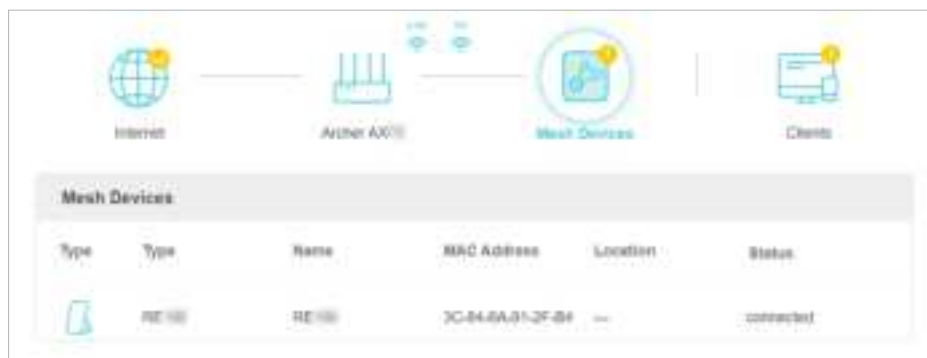 Internet
Archer AX
Mesh Devices
Clients
Mesh Devices
Type Type Name MAC Address Location Status
RE RE 3C-84-6A-91-2F-B4 --- connected